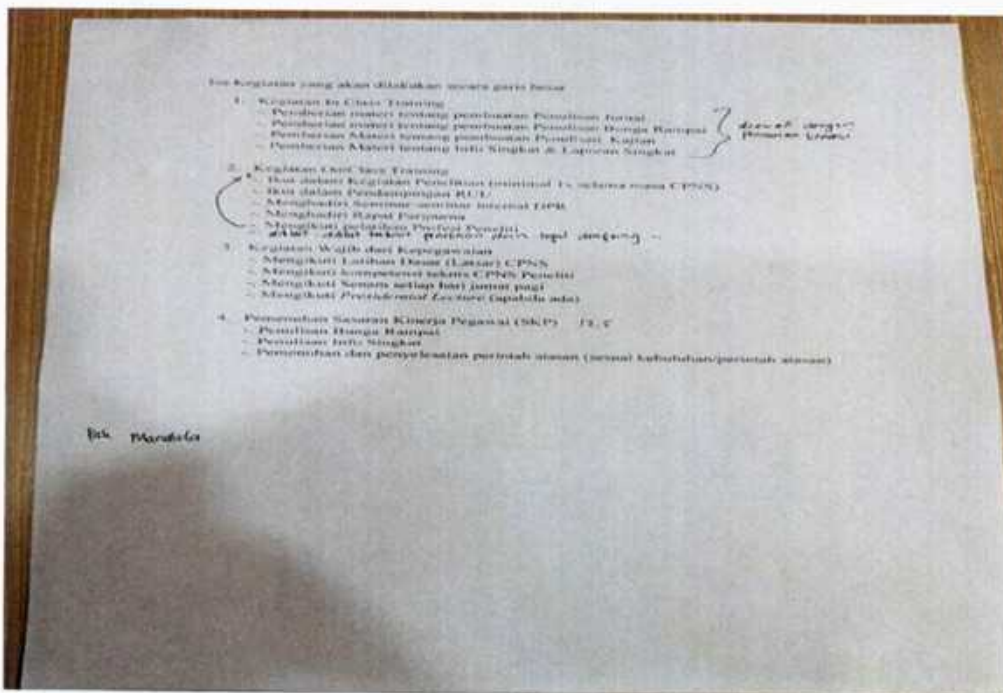 Isi Kegiatan yang akan dilakukan secara garis besar
1. Kegiatan In Class Training
- Pemberian materi tentang pembuatan Penulisan Jurnal
- Pemberian materi tentang pembuatan Penulisan Bunga Rampai
- Pemberian Materi tentang pembuatan Penulisan Kajian
- Pemberian Materi tentang Info Singkat & Laporan Singkat
dengan
2. Kegiatan Class Training
- Ikut dalam Kegiatan Penelitian (minimal 1x selama masa CPNS)
- Ikut dalam Pendampingan RUU
- Menghadiri Seminar-seminar internal DPR
- Menghadiri Rapat Paripurna
- Mengikuti pelatihan Profesi Peneliti
3. Kegiatan Wajib dari Kepegawaian
- Mengikuti Latihan Dasar (Latsar) CPNS
- Mengikuti kompetensi teknis CPNS Peneliti
- Mengikuti Senam setiap hari jumat pagi
- Mengikuti Presidential Lecture (apabila ada)
4. Pemenuhan Sasaran Kinerja Pegawai (SKP) 12,5
- Penulisan Bunga Rampai
- Penulisan Info Singkat
- Pemenuhan dan penyelesaian perintah atasan (sesuai kebutuhan/perintah atasan)